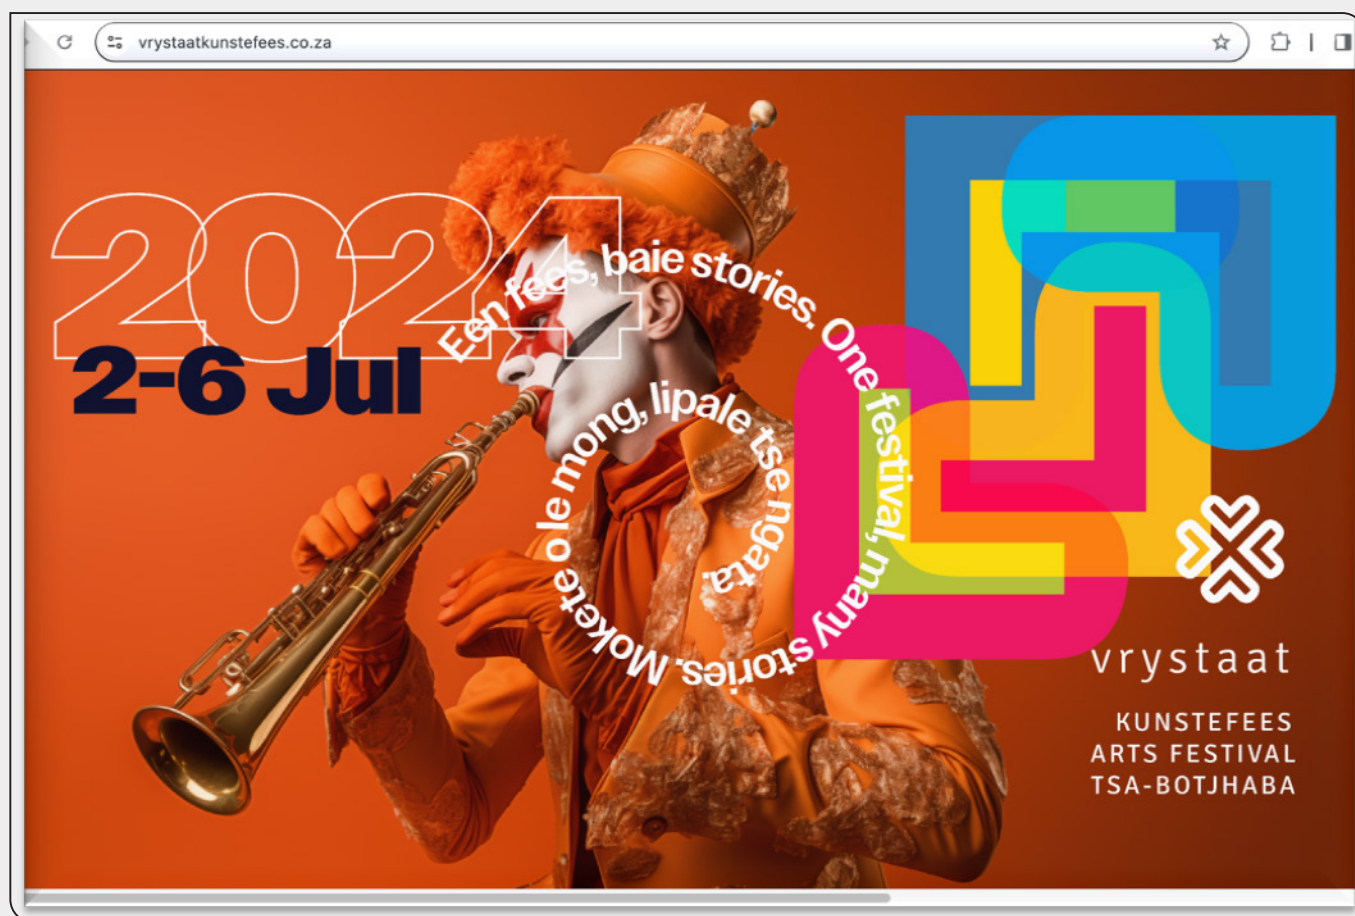 vrystaatkunstefees.co.za
2024
2-6 Jul
Een fees, baie stories. One festival, many stories. Mokete o le mong, lipale tse ngata.
vrystaat
KUNSTEFEES
ARTS FESTIVAL
TSA-BOTJHABA